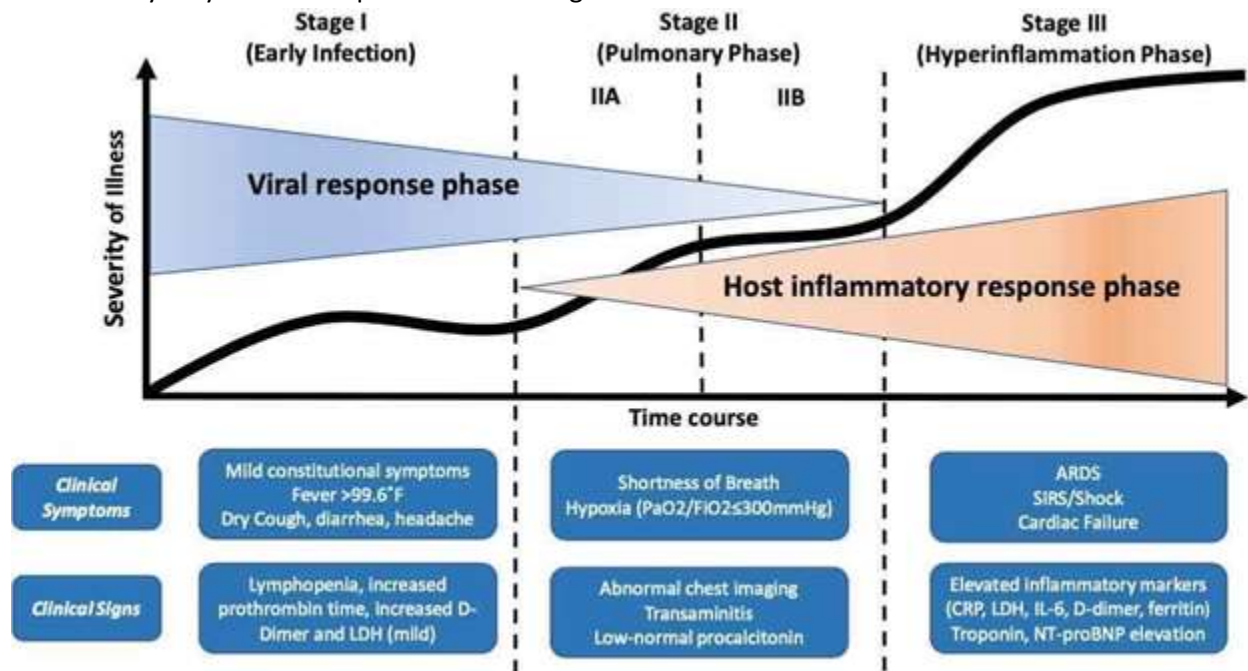 Stage I
(Early Infection)
Stage II
(Pulmonary Phase)
Stage III
(Hyperinflammation Phase)
IIA
IIB
Severity of Illness
Viral response phase
Host inflammatory response phase
Time course
Clinical
Symptoms
Mild constitutional symptoms
Fever >99.6°F
Dry Cough, diarrhea, headache
Shortness of Breath
Hypoxia (PaO2/FiO2≤300mmHg)
ARDS
SIRS/Shock
Cardiac Failure
Clinical Signs
Lymphopenia, increased
prothrombin time, increased D-
Dimer and LDH (mild)
Abnormal chest imaging
Transaminitis
Low-normal procalcitonin
Elevated inflammatory markers
(CRP, LDH, IL-6, D-dimer, ferritin)
Troponin, NT-proBNP elevation